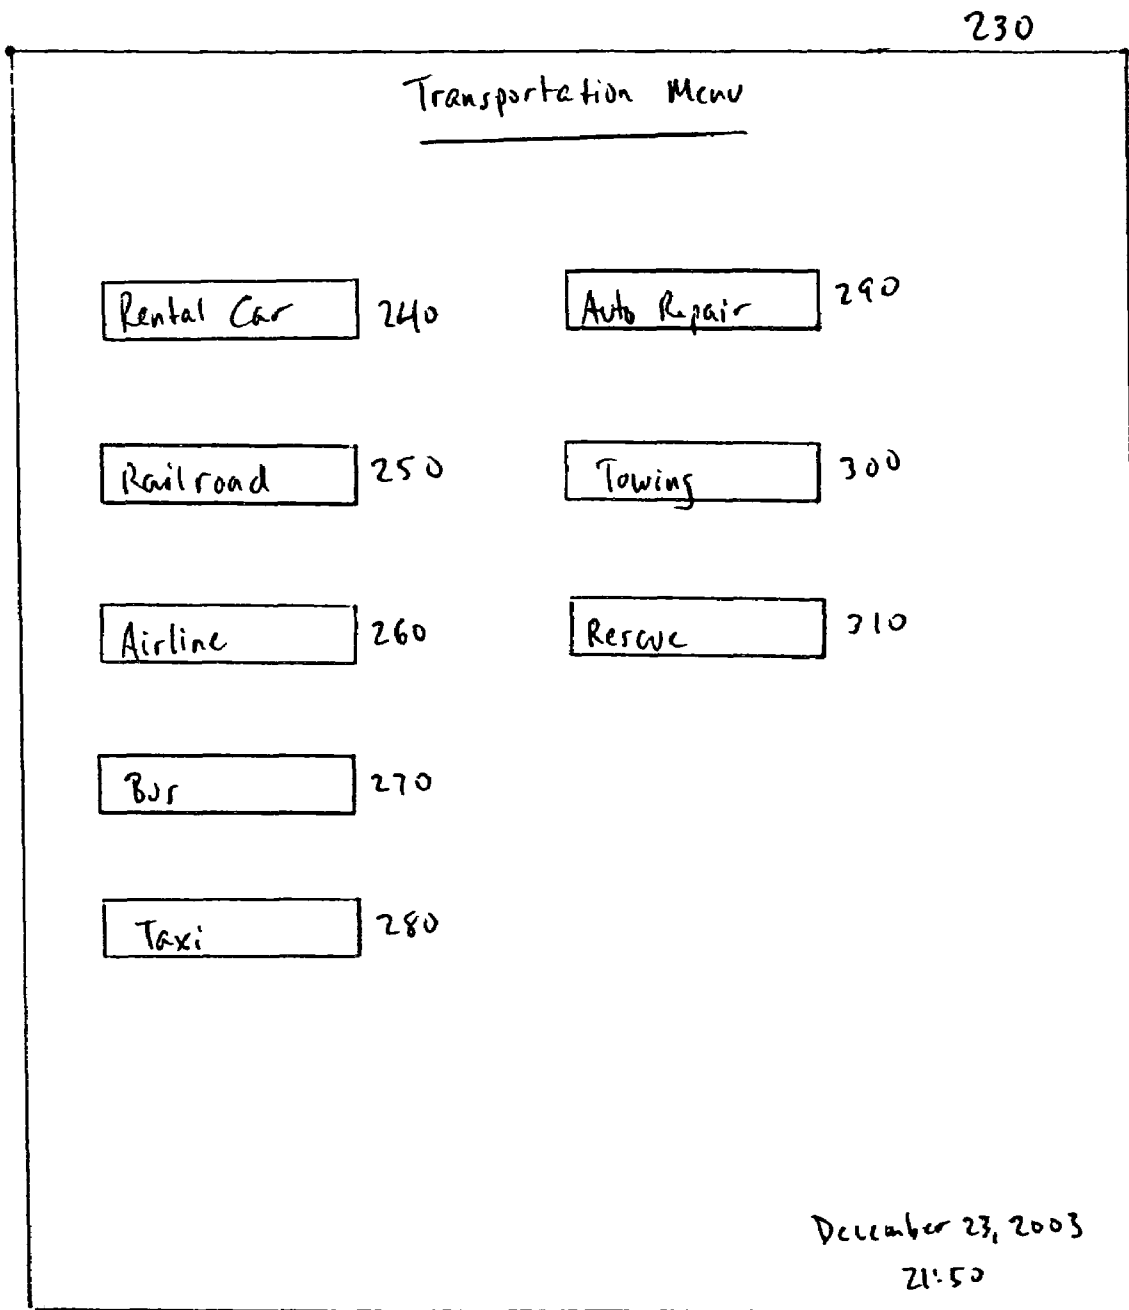 230
Transportation Menu
Rental Car 240
Railroad 250
Airline 260
Bus 270
Taxi 280
Auto Repair 290
Towing 300
Rescue 310
December 23, 2003
21:50